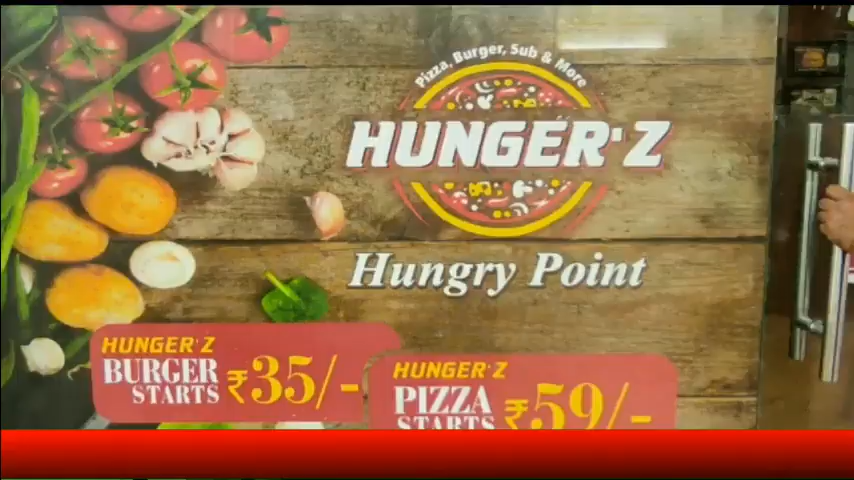 Pizza, Burger, Sub & More
HUNGER'Z
Hungry Point
HUNGER'Z
BURGER
STARTS
₹35/-
HUNGER'Z
PIZZA
STARTS
₹59/-